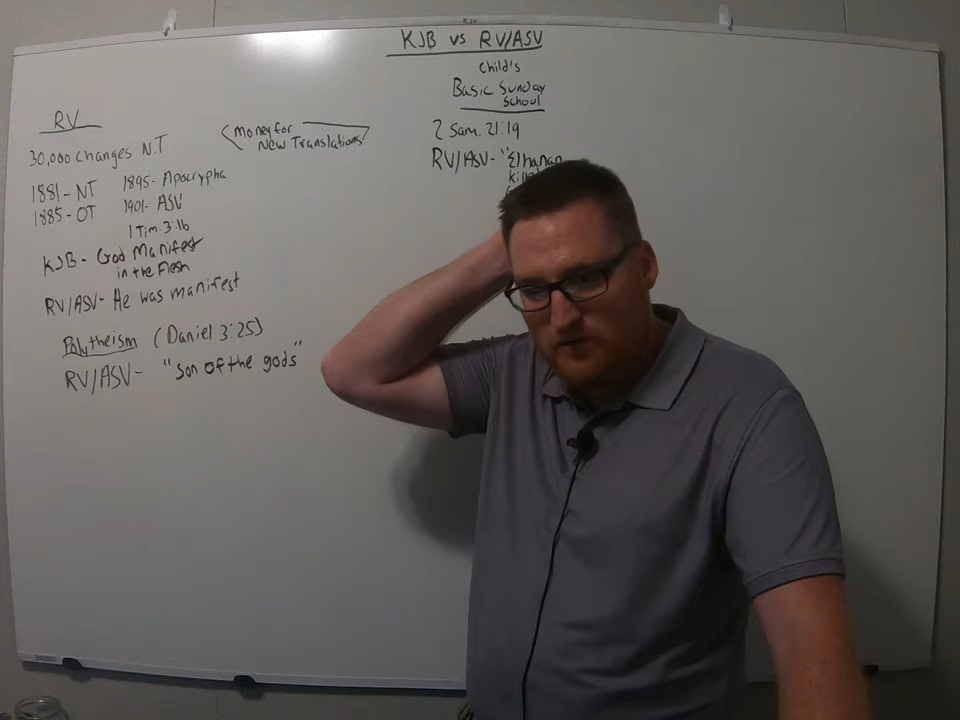 KJB vs RV/ASV
RV
30,000 changes N.T
<money for
New Translations
1881 - NT 1895 - Apocrypha
1885 - OT 1901 - ASV
1 Tim. 3:16
KJB - God Manifest
in the Flesh
RV/ASV - He was manifest
Polytheism (Daniel 3:25)
RV/ASV - "son of the gods"
Child's
Basic Sunday
School
2 Sam. 21:19
RV/ASV - "Elhanan